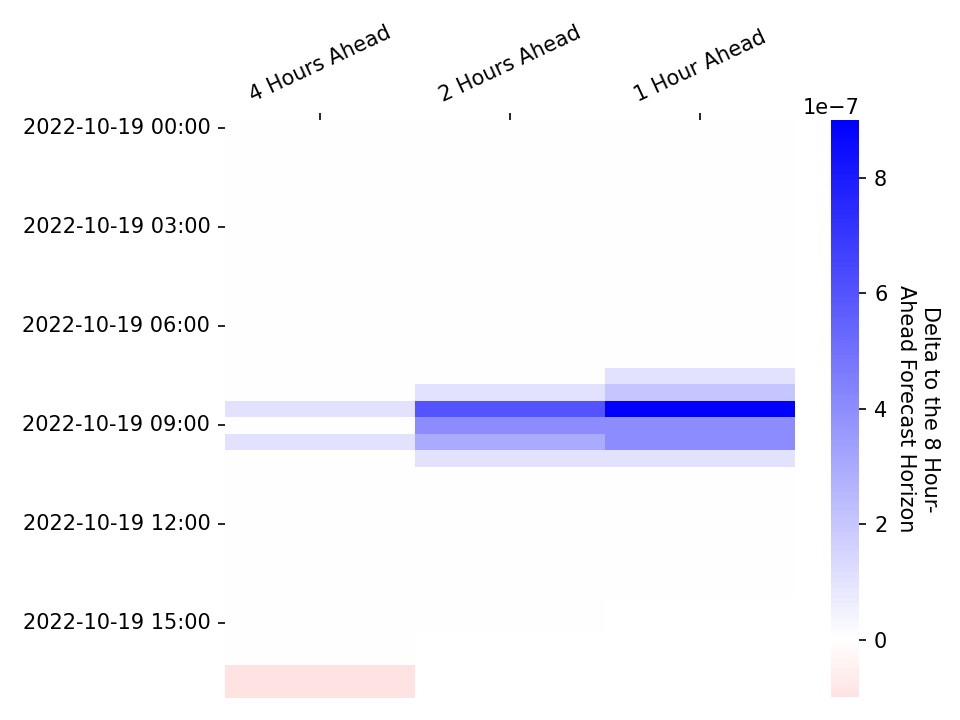 4 Hours Ahead
2 Hours Ahead
1 Hour Ahead
1e−7
2022-10-19 00:00
2022-10-19 03:00
2022-10-19 06:00
2022-10-19 09:00
2022-10-19 12:00
2022-10-19 15:00
8
6
4
2
0
Delta to the 8 Hour-
Ahead Forecast Horizon